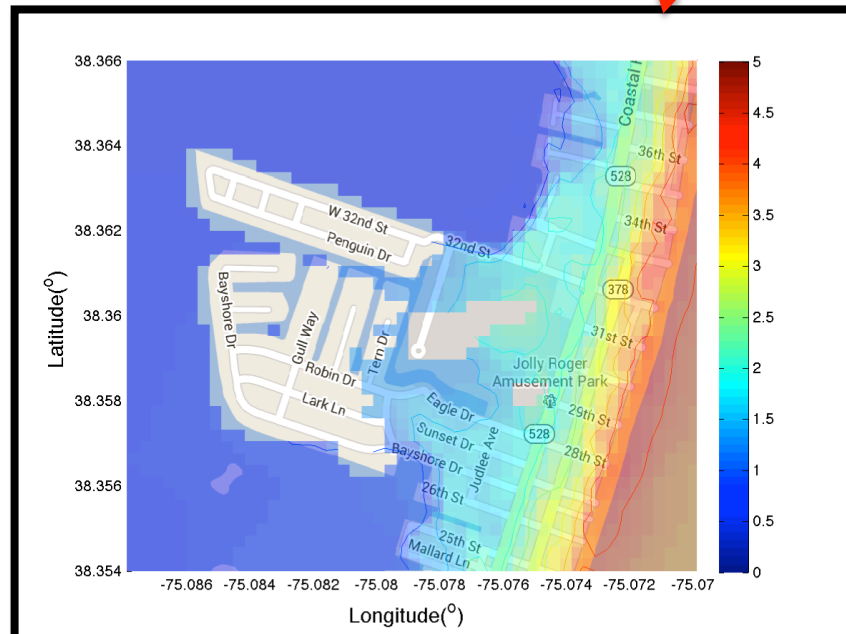 38.366
38.364
38.362
38.36
38.358
38.356
38.354
Latitude(°)
-75.086
-75.084
-75.082
-75.08
-75.078
-75.076
-75.074
-75.072
-75.07
Longitude(°)
5
4.5
4
3.5
3
2.5
2
1.5
1
0.5
0
Coastal
36th St
528
34th St
W 32nd St
32nd St
Penguin Dr
378
Bayshore Dr
31st St
Gull Way
Tern Dr
Jolly Roger
Amusement Park
Robin Dr
Lark Ln
Eagle Dr
29th St
528
Sunset Dr
Judlee Ave
28th St
Bayshore Dr
26th St
25th St
Mallard Ln